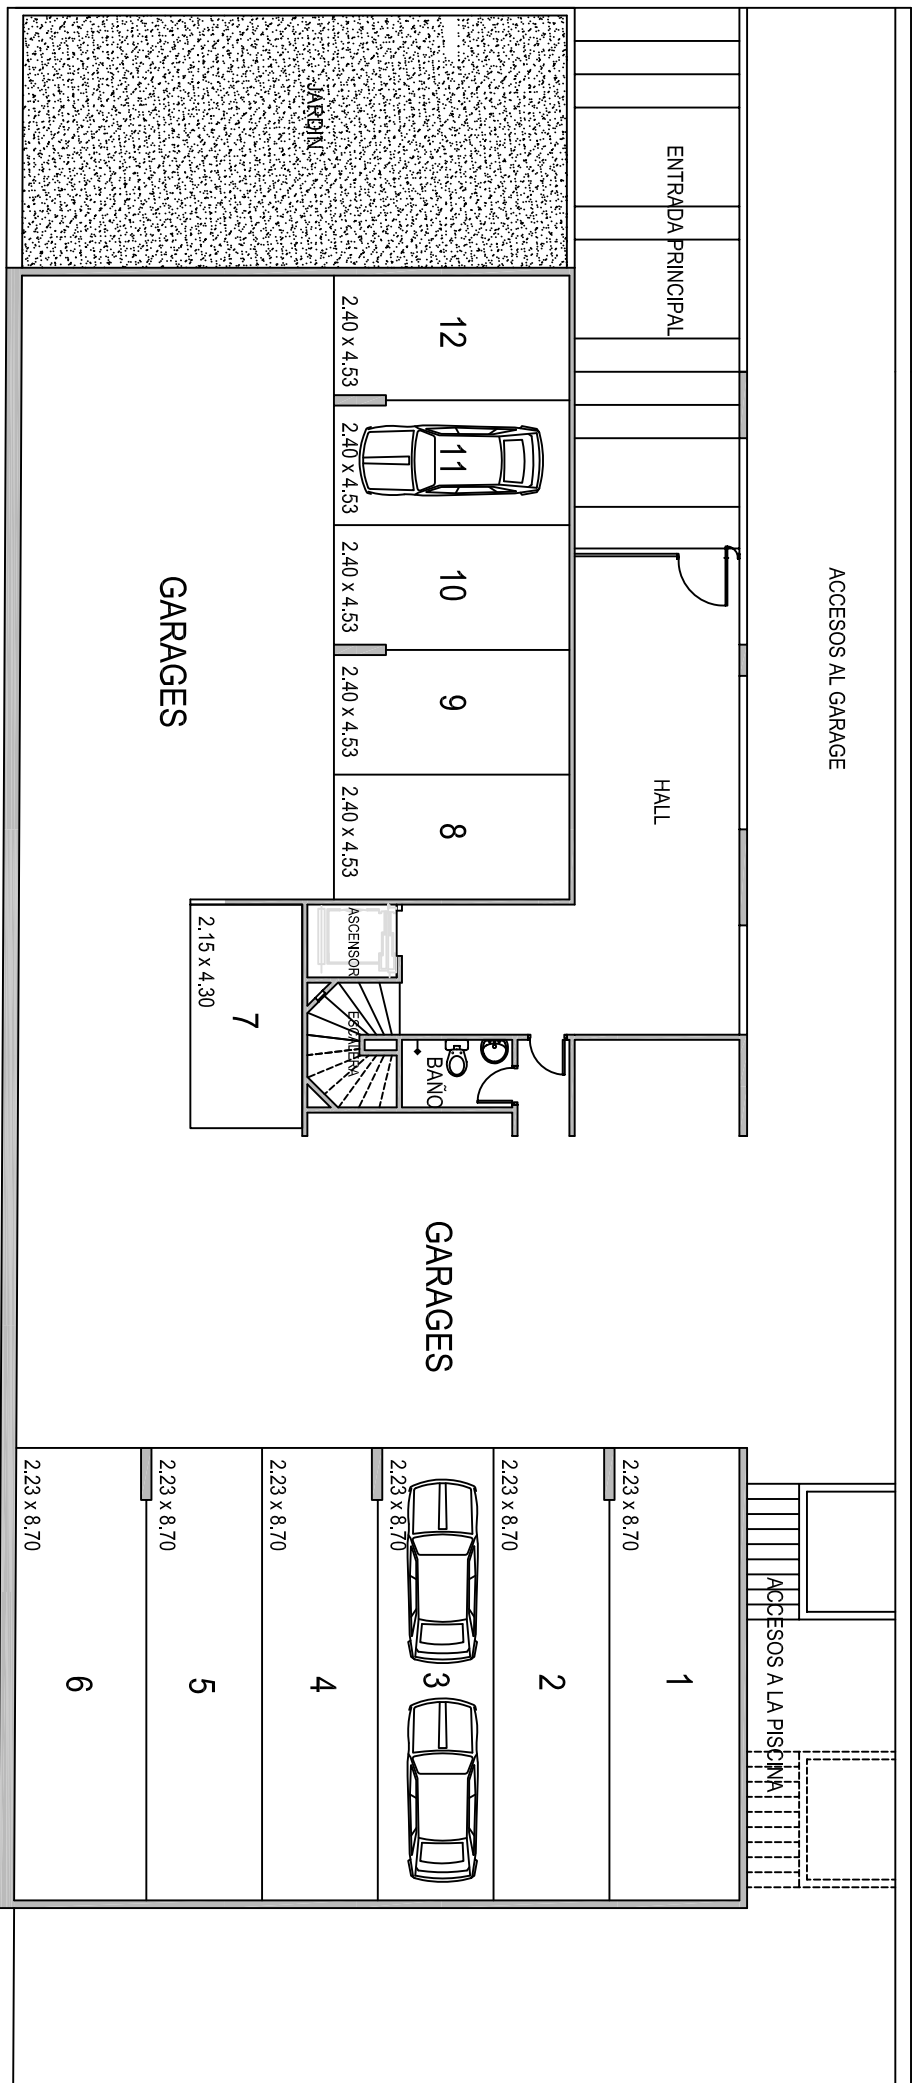 JARDIN
ENTRADA PRINCIPAL
ACCESOS AL GARAGE
12
2.40 x 4.53
11
2.40 x 4.53
10
2.40 x 4.53
9
2.40 x 4.53
8
2.40 x 4.53
GARAGES
HALL
ASCENSOR
ESCALERA
BAÑO
7
2.15 x 4.30
GARAGES
1
2.23 x 8.70
2
2.23 x 8.70
3
2.23 x 8.70
4
2.23 x 8.70
5
2.23 x 8.70
6
2.23 x 8.70
ACCESOS A LA PISCINA